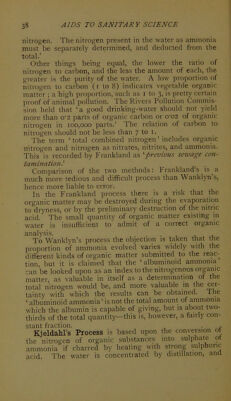 38 AIDS TO SANITARY SCIENCE
nitrogen. The nitrogen present in the water as ammonia
must be separately determined, and deducted from the
total.'
Other things being equal, the lower the ratio of
nitrogen to carbon, and the less the amount of each, the
greater is the purity of the water. A low proportion of
nitrogen to carbon (1 to 8) indicates vegetable organic
matter ; a high proportion, such as 1 to 3, is pretty certain
proof of animal pollution. The Rivers Pollution Commis-
sion held that 'a good drinking-water should not yield
more than 0·2 parts of organic carbon or 0·02 of organic
nitrogen in 100,000 parts.' The relation of carbon to
nitrogen should not be less than 7 to 1.
The term 'total combined nitrogen' includes organic
nitrogen and nitrogen as nitrates, nitrites, and ammonia.
This is recorded by Frankland as 'previous sewage con-
tamination.'
Comparison of the two methods : Frankland's is a
much more tedious and difficult process than Wanklyn's,
hence more liable to error.
In the Frankland process there is a risk that the
organic matter may be destroyed during the evaporation
to dryness, or by the preliminary destruction of the nitric
acid. The small quantity of organic matter existing in
water is insufficient to admit of a correct organic
analysis.
To Wanklyn's process the objection is taken that the
proportion of ammonia evolved varies widely with the
different kinds of organic matter submitted to the reac-
tion, but it is claimed that the 'albuminoid ammonia'
can be looked upon as an index to the nitrogenous organic
matter, as valuable in itself as a determination of the
total nitrogen would be, and more valuable in the cer-
tainty with which the results can be obtained. The
'albuminoid ammonia' is not the total amount of ammonia
which the albumin is capable of giving, but is about two-
thirds of the total quantity—this is, however, a fairly con-
stant fraction.
Kjeldahl's Process is based upon the conversion of
the nitrogen of organic substances into sulphate of
ammonia if charred by heating with strong sulphuric
acid. The water is concentrated by distillation, and